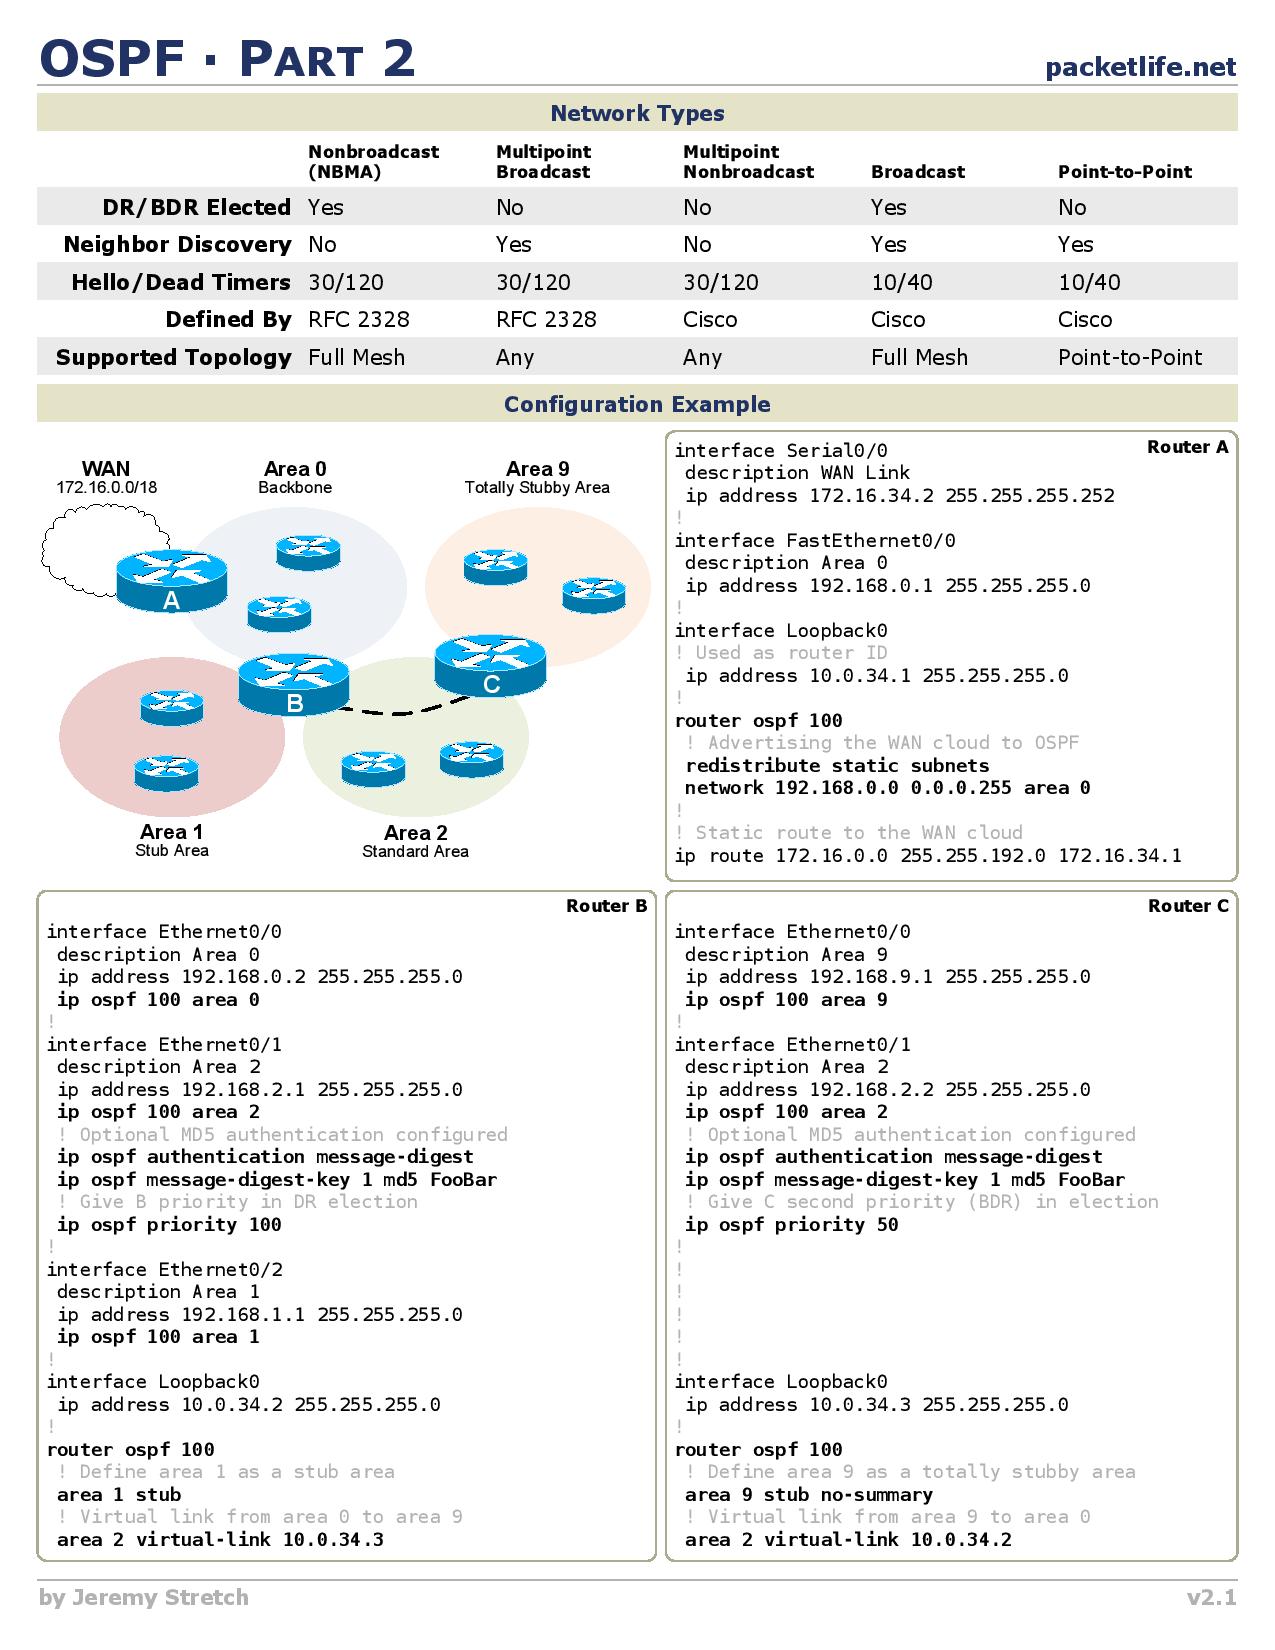 OSPF · PART 2
packetlife.net
Network Types
Nonbroadcast (NBMA) Multipoint Broadcast Multipoint Nonbroadcast Broadcast Point-to-Point
DR/BDR Elected Yes No No Yes No
Neighbor Discovery No Yes No Yes Yes
Hello/Dead Timers 30/120 30/120 30/120 10/40 10/40
Defined By RFC 2328 RFC 2328 Cisco Cisco Cisco
Supported Topology Full Mesh Any Any Full Mesh Point-to-Point
Configuration Example
WAN
172.16.0.0/18
Area 0
Backbone
Area 9
Totally Stubby Area
A
B
C
Area 1
Stub Area
Area 2
Standard Area
Router A
interface Serial0/0
description WAN Link
ip address 172.16.34.2 255.255.255.252
!
interface FastEthernet0/0
description Area 0
ip address 192.168.0.1 255.255.255.0
!
interface Loopback0
! Used as router ID
ip address 10.0.34.1 255.255.255.0
!
router ospf 100
! Advertising the WAN cloud to OSPF
redistribute static subnets
network 192.168.0.0 0.0.0.255 area 0
!
! Static route to the WAN cloud
ip route 172.16.0.0 255.255.192.0 172.16.34.1
Router B
interface Ethernet0/0
description Area 0
ip address 192.168.0.2 255.255.255.0
ip ospf 100 area 0
!
interface Ethernet0/1
description Area 2
ip address 192.168.2.1 255.255.255.0
ip ospf 100 area 2
! Optional MD5 authentication configured
ip ospf authentication message-digest
ip ospf message-digest-key 1 md5 FooBar
! Give B priority in DR election
ip ospf priority 100
!
interface Ethernet0/2
description Area 1
ip address 192.168.1.1 255.255.255.0
ip ospf 100 area 1
!
interface Loopback0
ip address 10.0.34.2 255.255.255.0
!
router ospf 100
! Define area 1 as a stub area
area 1 stub
! Virtual link from area 0 to area 9
area 2 virtual-link 10.0.34.3
Router C
interface Ethernet0/0
description Area 9
ip address 192.168.9.1 255.255.255.0
ip ospf 100 area 9
!
interface Ethernet0/1
description Area 2
ip address 192.168.2.2 255.255.255.0
ip ospf 100 area 2
! Optional MD5 authentication configured
ip ospf authentication message-digest
ip ospf message-digest-key 1 md5 FooBar
! Give C second priority (BDR) in election
ip ospf priority 50
!
!
!
!
!
!
interface Loopback0
ip address 10.0.34.3 255.255.255.0
!
router ospf 100
! Define area 9 as a totally stubby area
area 9 stub no-summary
! Virtual link from area 9 to area 0
area 2 virtual-link 10.0.34.2
by Jeremy Stretch
v2.1